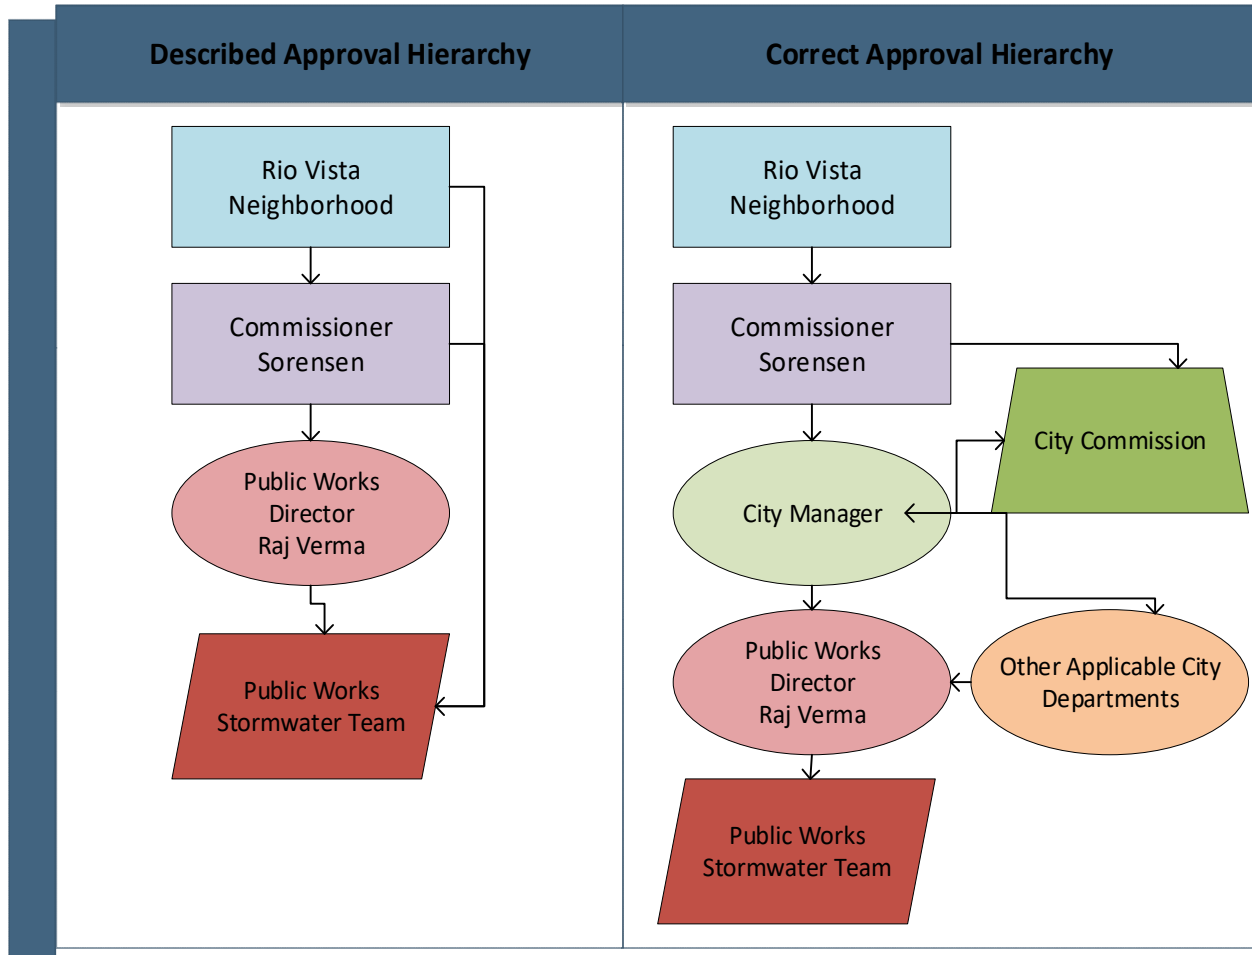 Described Approval Hierarchy
Correct Approval Hierarchy
Rio Vista
Neighborhood
Commissioner
Sorensen
Public Works
Director
Raj Verma
Public Works
Stormwater Team
Rio Vista
Neighborhood
Commissioner
Sorensen
City Commission
City Manager
Public Works
Director
Raj Verma
Other Applicable City
Departments
Public Works
Stormwater Team